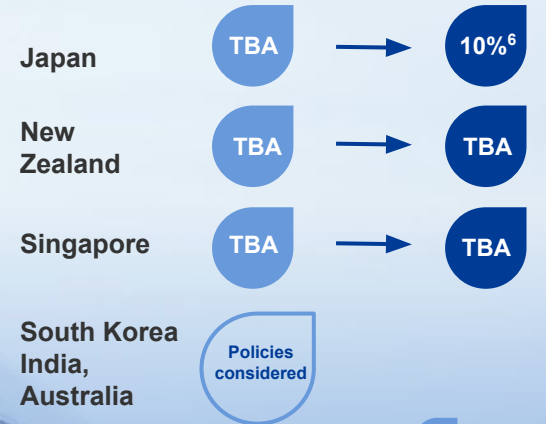 Japan TBA 10%6
New TBA TBA
Zealand
Singapore TBA TBA
South Korea
India,
Australia
Policies
considered